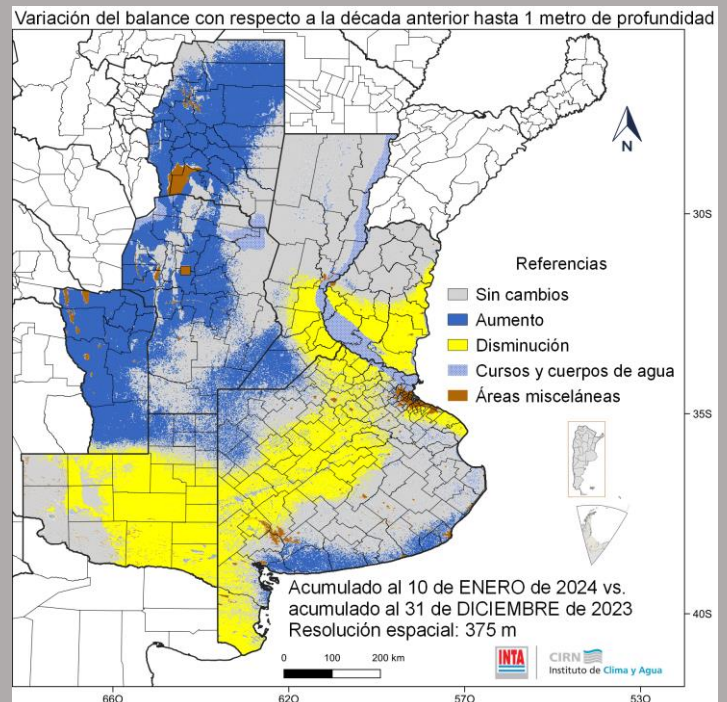 Variación del balance con respecto a la década anterior hasta 1 metro de profundidad
N
30S
Referencias
Sin cambios
Aumento
Disminución
Cursos y cuerpos de agua
Áreas misceláneas
35S
Acumulado al 10 de ENERO de 2024 vs.
acumulado al 31 de DICIEMBRE de 2023
Resolución espacial: 375 m
40S
0 100 200 km
INTA
CIRN
Instituto de Clima y Agua
66O 62O 57O 53O